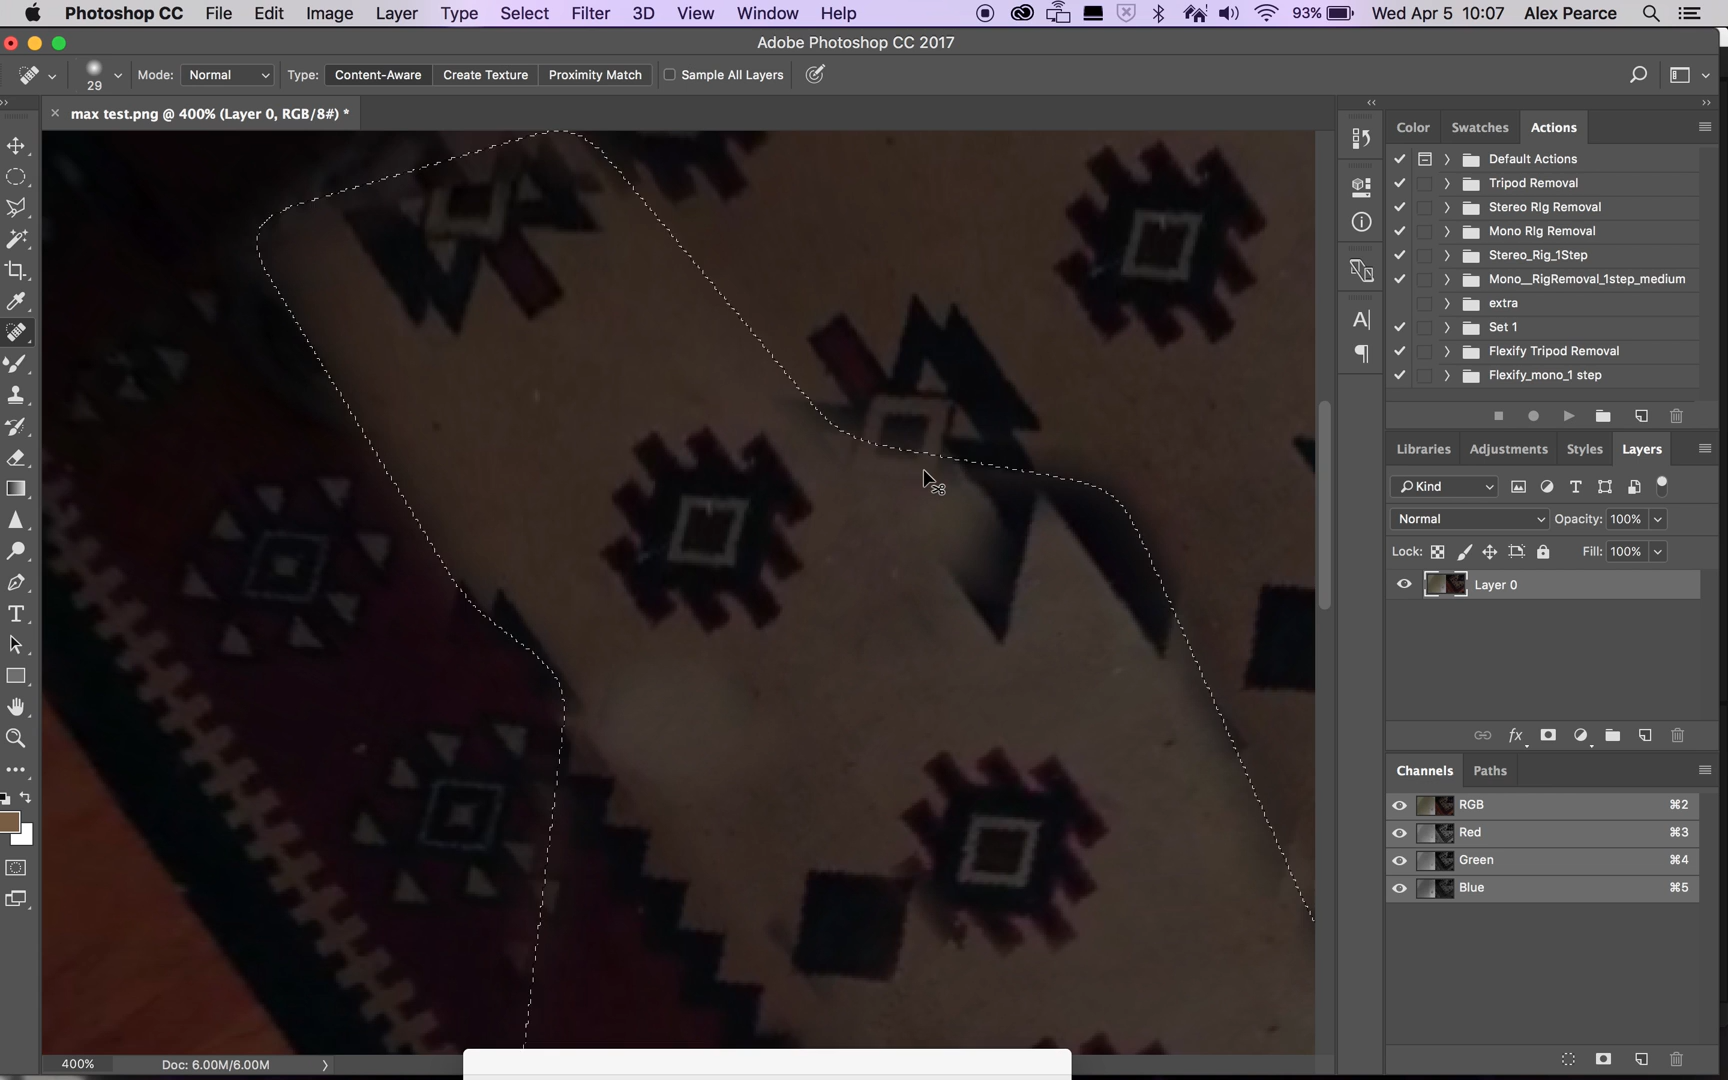 Photoshop CC File Edit Image Layer Type Select Filter 3D View Window Help 93% Wed Apr 5 10:07 Alex Pearce
Adobe Photoshop CC 2017
29 Mode: Normal Type: Content-Aware Create Texture Proximity Match Sample All Layers
max test.png @ 400% (Layer 0, RGB/8#) *
Color Swatches Actions
Default Actions
Tripod Removal
Stereo RIg Removal
Mono RIg Removal
Stereo_Rig_1Step
Mono__RigRemoval_1step_medium
extra
Set 1
Flexify Tripod Removal
Flexify_mono_1 step
Libraries Adjustments Styles Layers
Kind
Normal Opacity: 100%
Lock: Fill: 100%
Layer 0
Channels Paths
RGB ⌘2
Red ⌘3
Green ⌘4
Blue ⌘5
400% Doc: 6.00M/6.00M